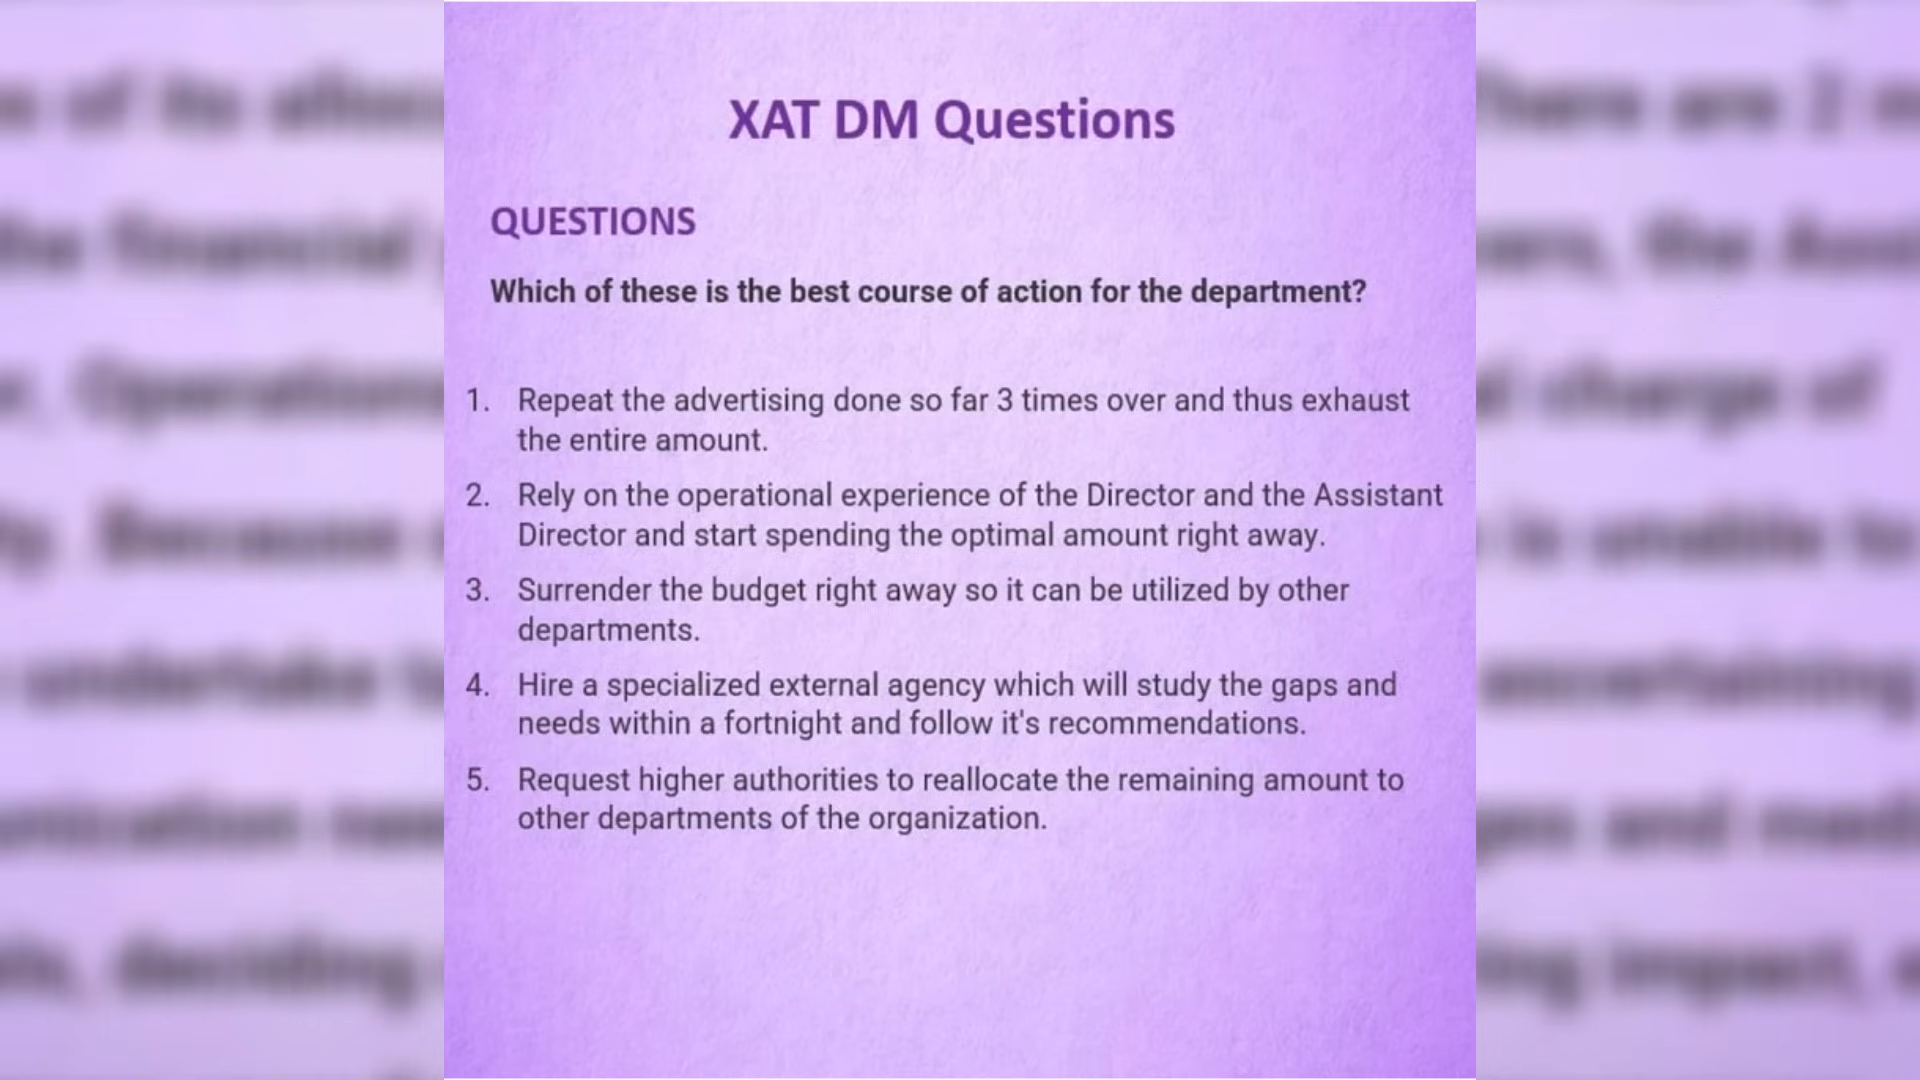 XAT DM Questions
QUESTIONS
Which of these is the best course of action for the department?
1. Repeat the advertising done so far 3 times over and thus exhaust
the entire amount.
2. Rely on the operational experience of the Director and the Assistant
Director and start spending the optimal amount right away.
3. Surrender the budget right away so it can be utilized by other
departments.
4. Hire a specialized external agency which will study the gaps and
needs within a fortnight and follow it's recommendations.
5. Request higher authorities to reallocate the remaining amount to
other departments of the organization.